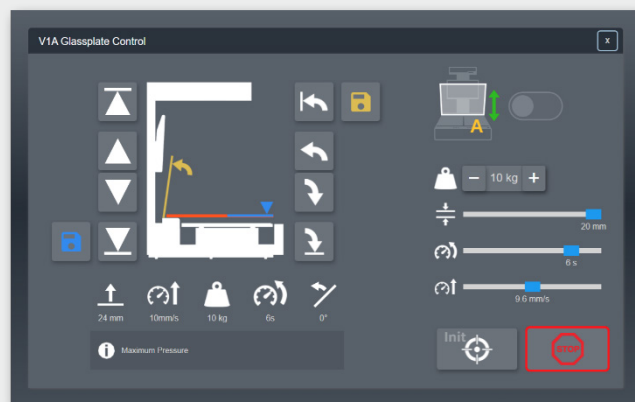 V1A Glassplate Control
x
A
10 kg
20 mm
6 s
9.6 mm/s
24 mm
10mm/s
10 kg
6s
0°
i Maximum Pressure
Init
STOP